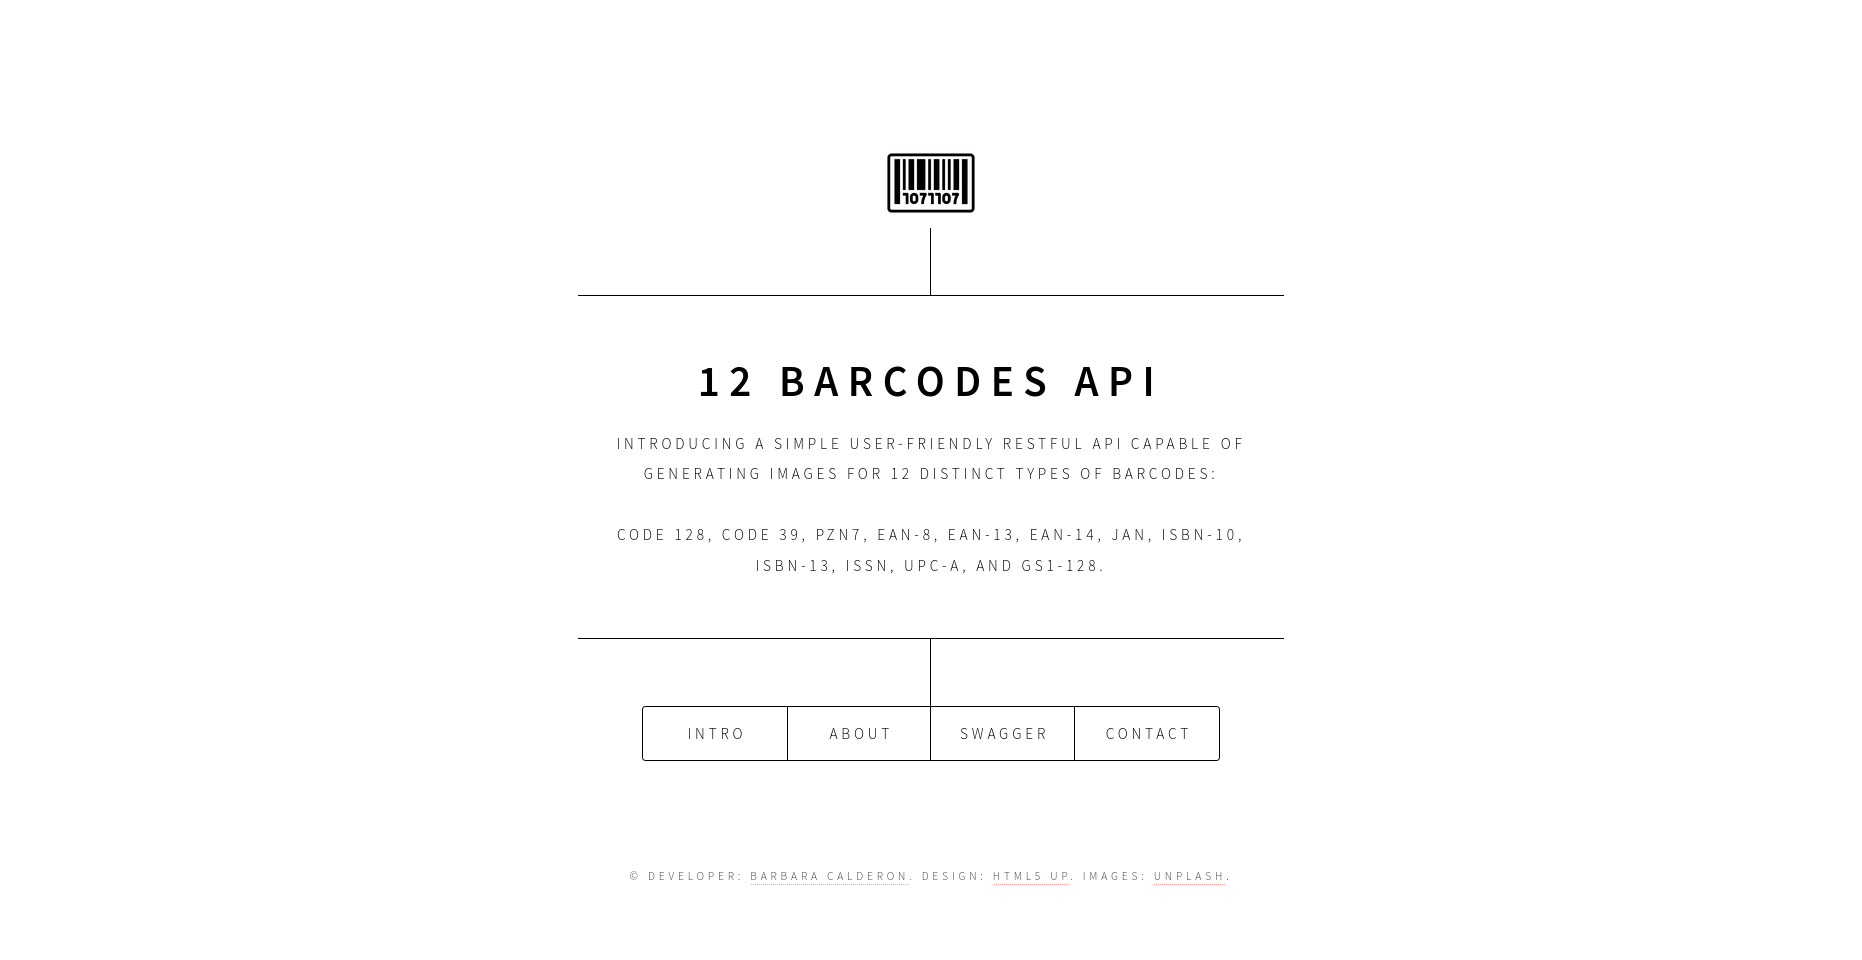 1071107
12 BARCODES API
INTRODUCING A SIMPLE USER-FRIENDLY RESTFUL API CAPABLE OF
GENERATING IMAGES FOR 12 DISTINCT TYPES OF BARCODES:
CODE 128, CODE 39, PZN7, EAN-8, EAN-13, EAN-14, JAN, ISBN-10,
ISBN-13, ISSN, UPC-A, AND GS1-128.
INTRO ABOUT SWAGGER CONTACT
© DEVELOPER: BARBARA CALDERON. DESIGN: HTML5 UP. IMAGES: UNPLASH.